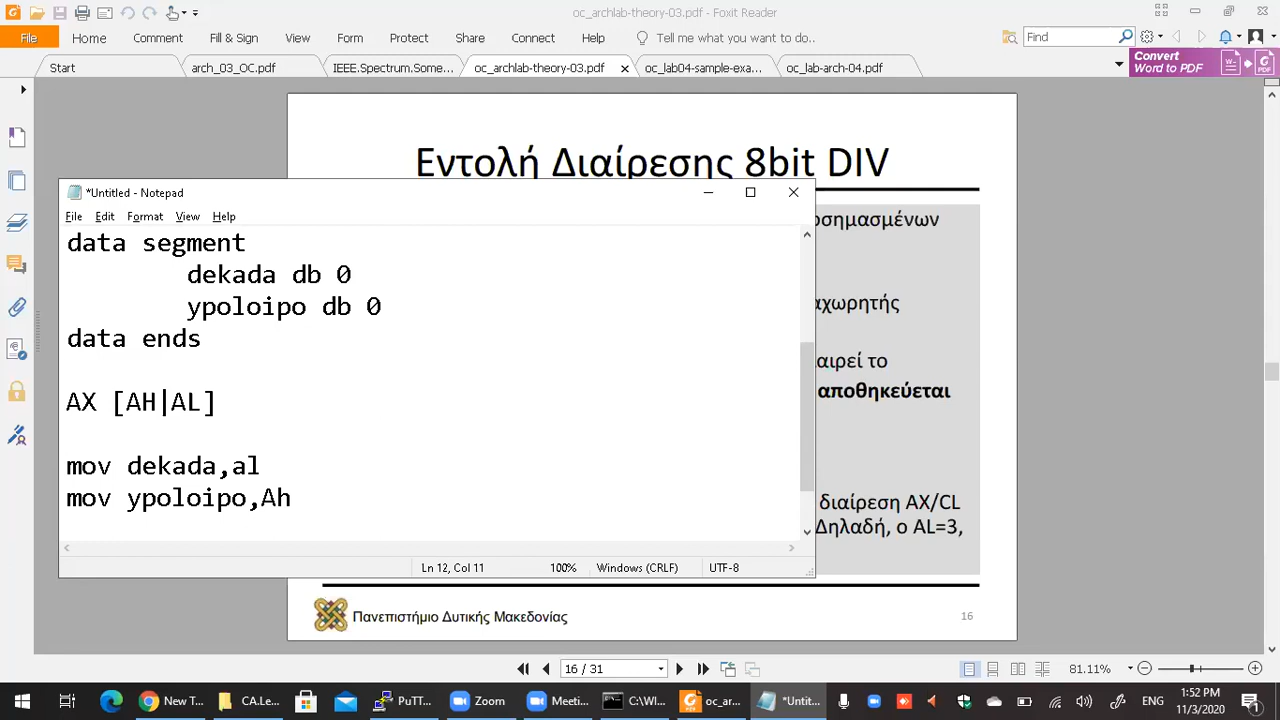 oc_archlab-theory-03.pdf - Foxit Reader
File Home Comment Fill & Sign View Form Protect Share Connect Help Tell me what you want to do.. Find
Start arch_03_OC.pdf IEEE.Spectrum.Some... oc_archlab-theory-03.pdf oc_lab04-sample-exa... oc_lab-arch-04.pdf
Convert
Word to PDF
Εντολή Διαίρεσης 8bit DIV
*Untitled - Notepad
File Edit Format View Help
data segment
dekada db 0
ypoloipo db 0
data ends
AX [AH|AL]
mov dekada,al
mov ypoloipo,Ah
Ln 12, Col 11 100% Windows (CRLF) UTF-8
οσημασμένων
αχωρητής
αιρεί το
αποθηκεύεται
διαίρεση AX/CL
Δηλαδή, ο AL=3,
Πανεπιστήμιο Δυτικής Μακεδονίας 16
16 / 31 81.11%
New T... CA.Le... PuTT... Zoom Meeti... C:\WI... oc_ar... *Untit... ENG 1:52 PM
11/3/2020